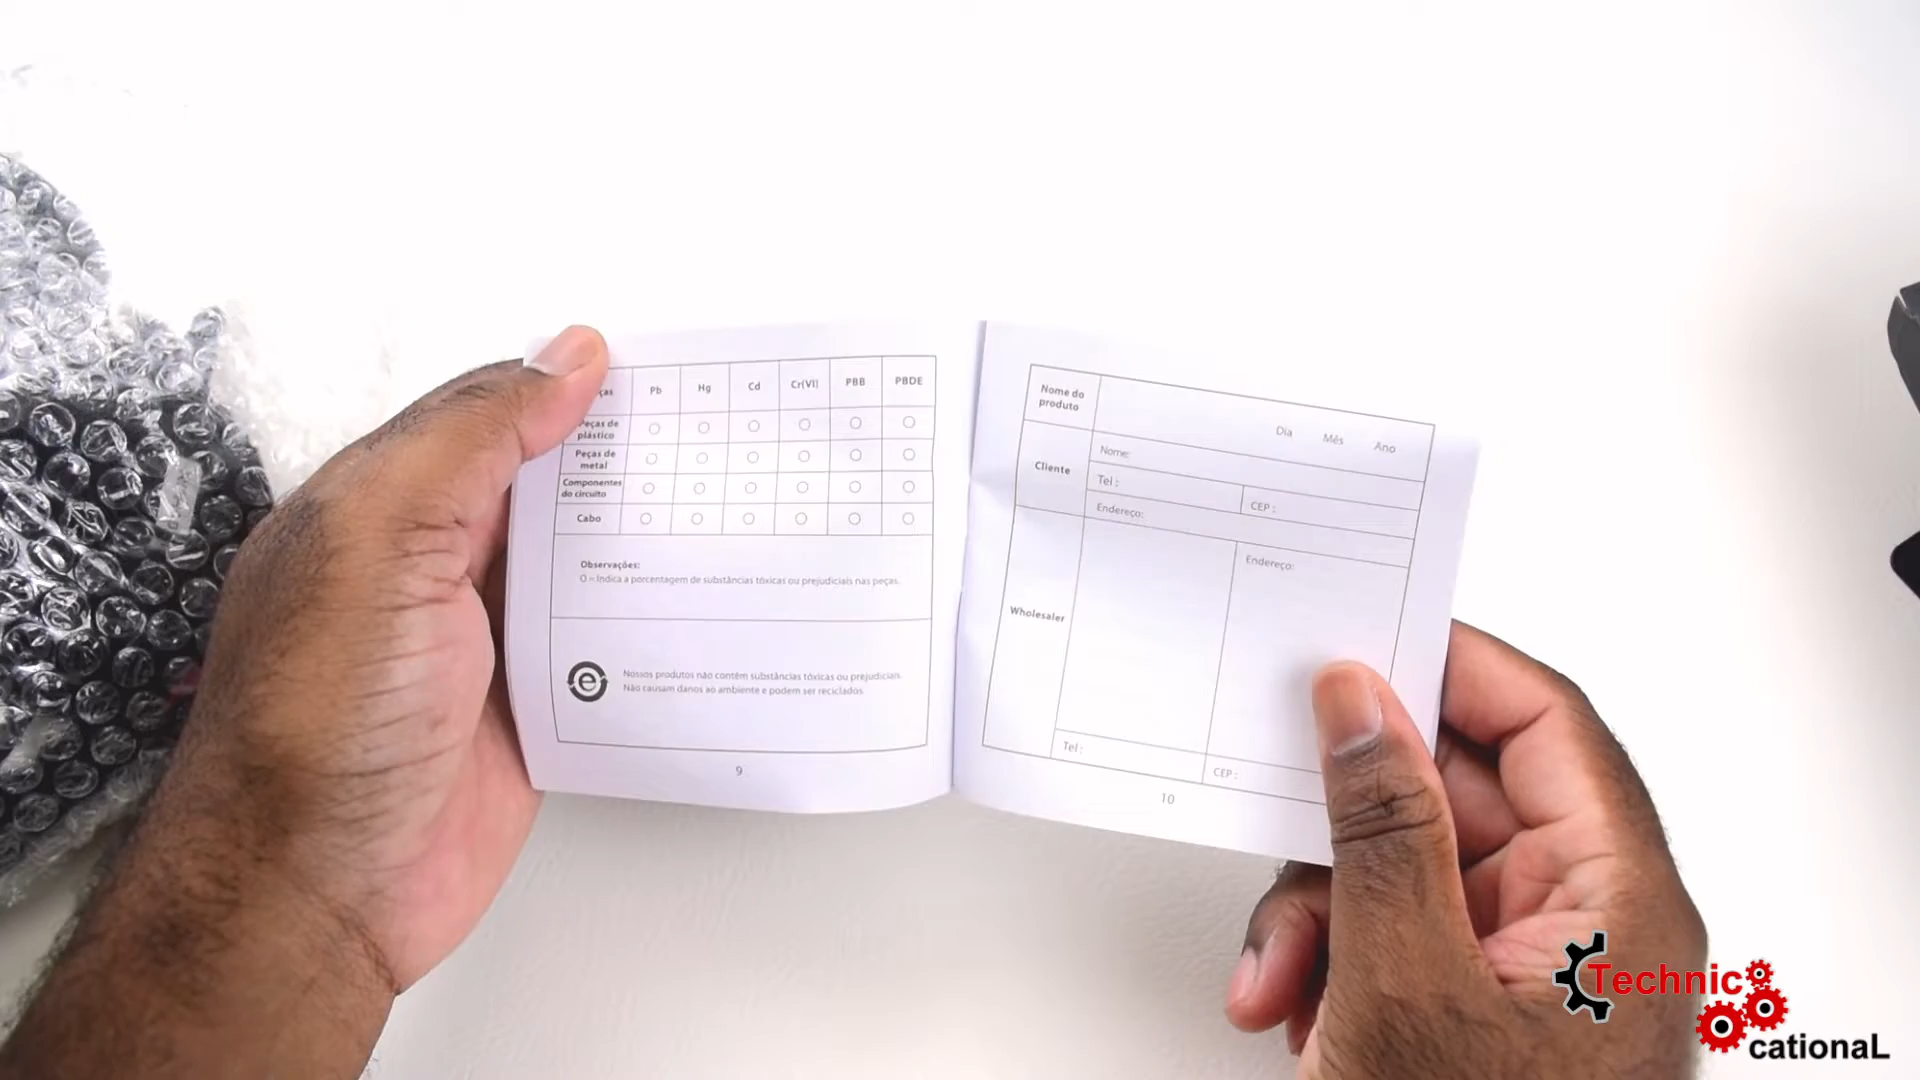 Pb Hg Cd Cr(VI) PBB PBDE
Peças de
plástico
Peças de
metal
Componentes
do circuito
Cabo
Observações:
O = Indica a porcentagem de substâncias tóxicas ou prejudiciais nas peças.
e
Nossos produtos não contêm substâncias tóxicas ou prejudiciais.
Não causam danos ao ambiente e podem ser reciclados.
9
Nome do
produto
Dia Mês Ano
Cliente
Nome:
Tel :
CEP :
Endereço:
Wholesaler
Endereço:
Tel :
CEP :
10
Technic
cationaL